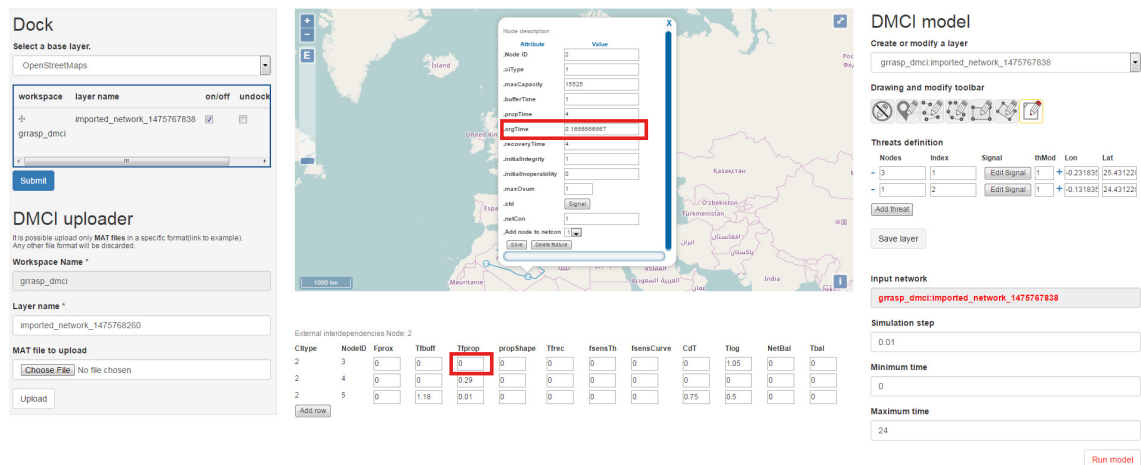 Dock
Select a base layer.
OpenStreetMaps
workspace layer name on/off undock
grrasp_dmci imported_network_1475767838
Submit
DMCI uploader
It is possible upload only MAT files in a specific format(link to example).
Any other file format will be discarded.
Workspace Name *
grrasp_dmci
Layer name *
imported_network_1475768260
MAT file to upload
Choose File No file chosen
Upload
+
−
E
Island
United
Espa
Mauritanie
Казақстан
O'zbekiston
Türkmenistan
افغانستان
ایران
پاکستان
India
中国
1000 km
i
X
Node description
Attribute Value
.Node ID 2
.ciType 1
.maxCapacity 15525
.bufferTime 1
.propTime 4
.orgTime 0.1666666667
.recoveryTime 4
.initialIntegrity 1
.initialInoperability 0
.maxOsum 1
.std Signal
.netCon 1
.Add node to netcon 1
Save Delete feature
External interdependencies Node: 2
CItype NodeID Fprox Tfbuff Tfprop propShape Tfrec fsensTh fsensCurve CdT Tlog NetBal Tbal
2 3 0 0 0 0 0 0 0 0 1.05 0 0
2 4 0 0 0.29 0 0 0 0 0 0 0 0
2 5 0 1.18 0.01 0 0 0 0 0.75 0.5 0 0
Add row
DMCI model
Create or modify a layer
grrasp_dmci:imported_network_1475767838
Drawing and modify toolbar
Threats definition
Nodes Index Signal thMod Lon Lat
- 3 1 Edit Signal 1 + -0.231835 25.431228
- 1 2 Edit Signal 1 + -0.131835 24.431228
Add threat
Save layer
Input network
grrasp_dmci:imported_network_1475767838
Simulation step
0.01
Minimum time
0
Maximum time
24
Run model